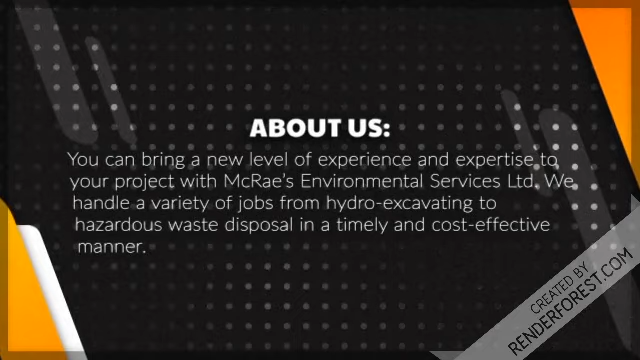 ABOUT US:
You can bring a new level of experience and expertise to
your project with McRae's Environmental Services Ltd. We
handle a variety of jobs from hydro-excavating to
hazardous waste disposal in a timely and cost-effective
manner.
CREATED BY
RENDERFOREST.COM